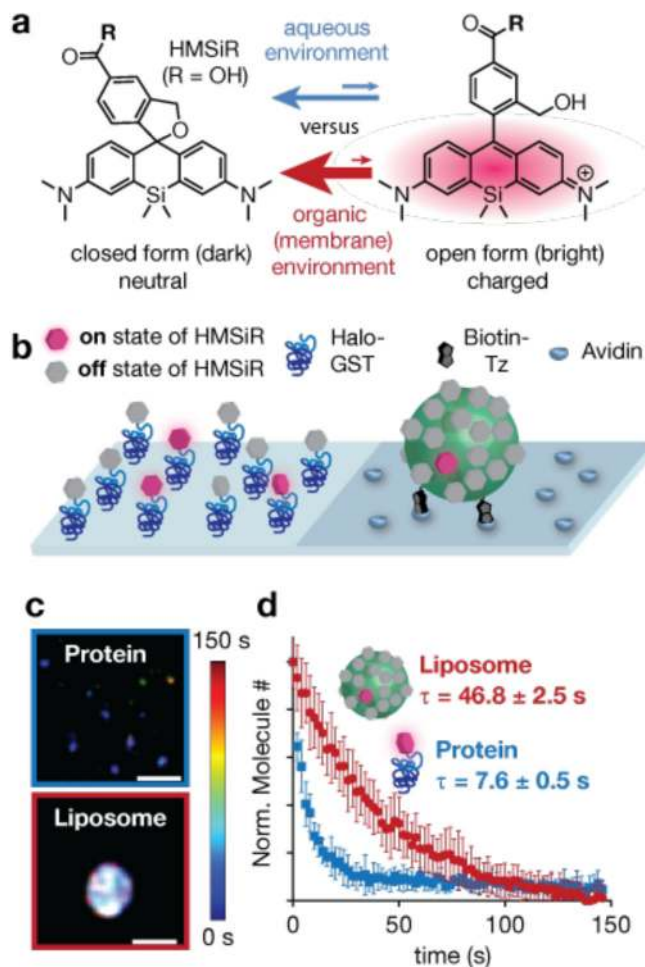 a
R
O
HMSiR
(R = OH)
O
N
Si
N
closed form (dark)
neutral
aqueous
environment
versus
organic
(membrane)
environment
R
O
OH
N
Si
N
+
open form (bright)
charged
b
on state of HMSiR
off state of HMSiR
Halo-
GST
Biotin-
Tz
Avidin
c
Protein
Liposome
150 s
0 s
d
Norm. Molecule #
Liposome
τ = 46.8 ± 2.5 s
Protein
τ = 7.6 ± 0.5 s
0
50
100
150
time (s)